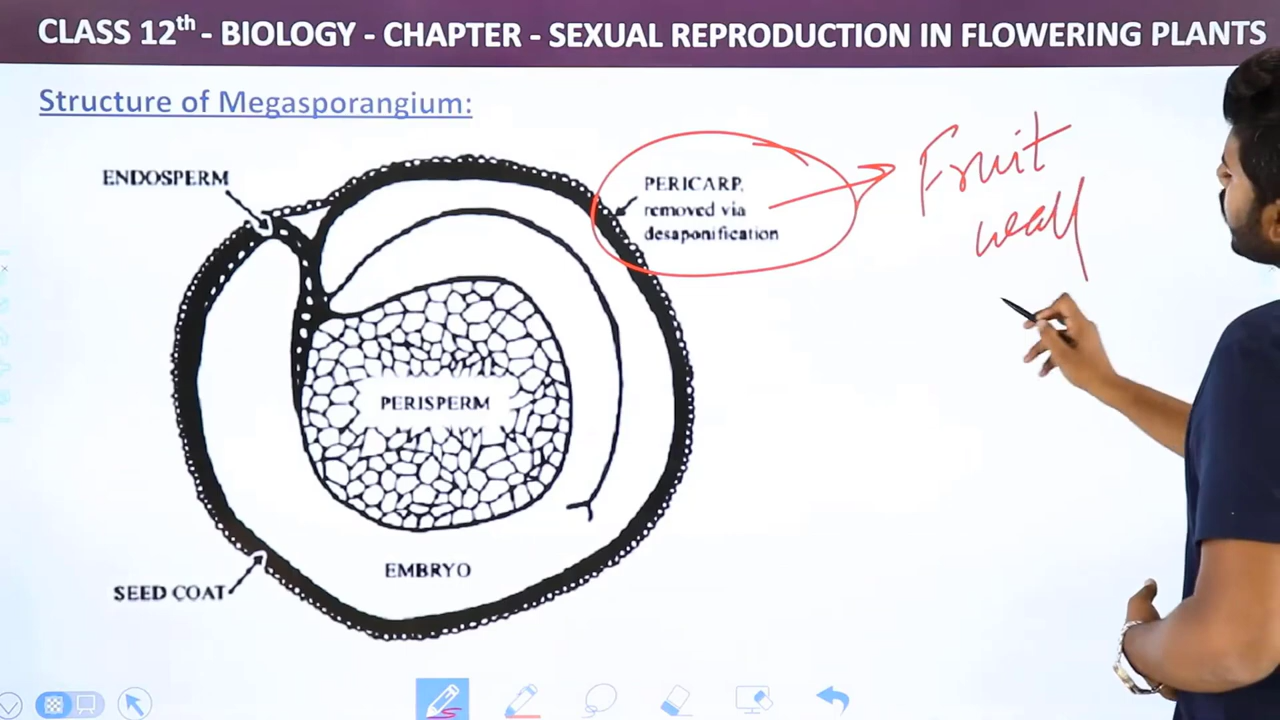 CLASS 12th - BIOLOGY - CHAPTER - SEXUAL REPRODUCTION IN FLOWERING PLANTS
Structure of Megasporangium:
ENDOSPERM
PERICARP,
removed via
desaponification
Fruit
wall
PERISPERM
EMBRYO
SEED COAT